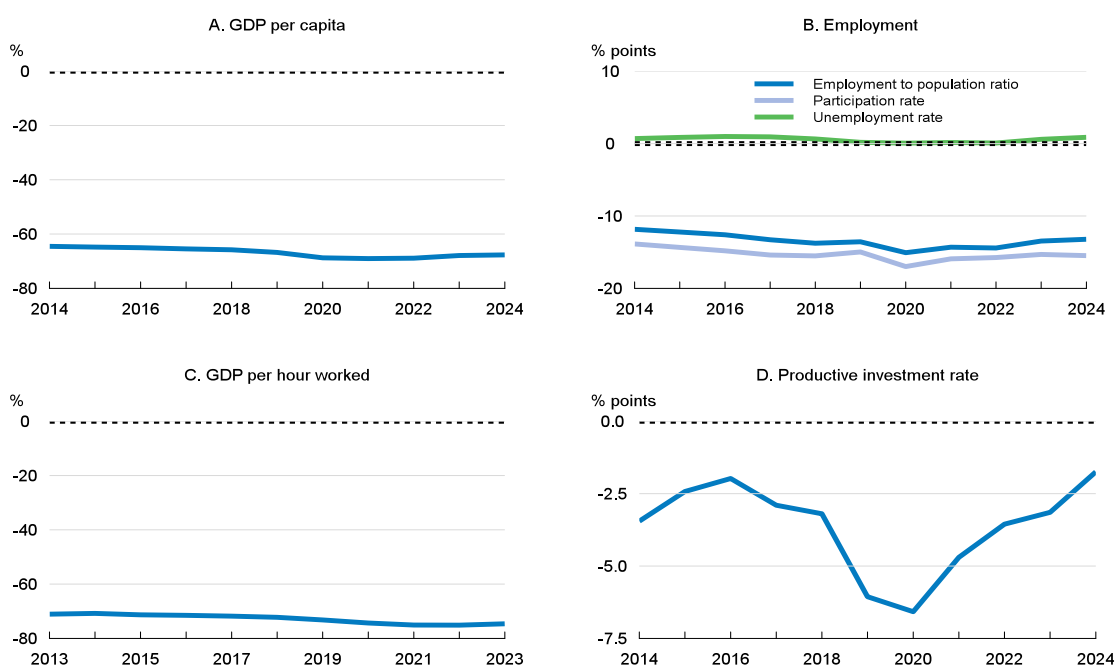 A. GDP per capita
%
0
-20
-40
-60
-80
2014 2016 2018 2020 2022 2024
B. Employment
% points
10
Employment to population ratio
Participation rate
Unemployment rate
0
-10
-20
2014 2016 2018 2020 2022 2024
C. GDP per hour worked
%
0
-20
-40
-60
-80
2013 2015 2017 2019 2021 2023
D. Productive investment rate
% points
0.0
-2.5
-5.0
-7.5
2014 2016 2018 2020 2022 2024